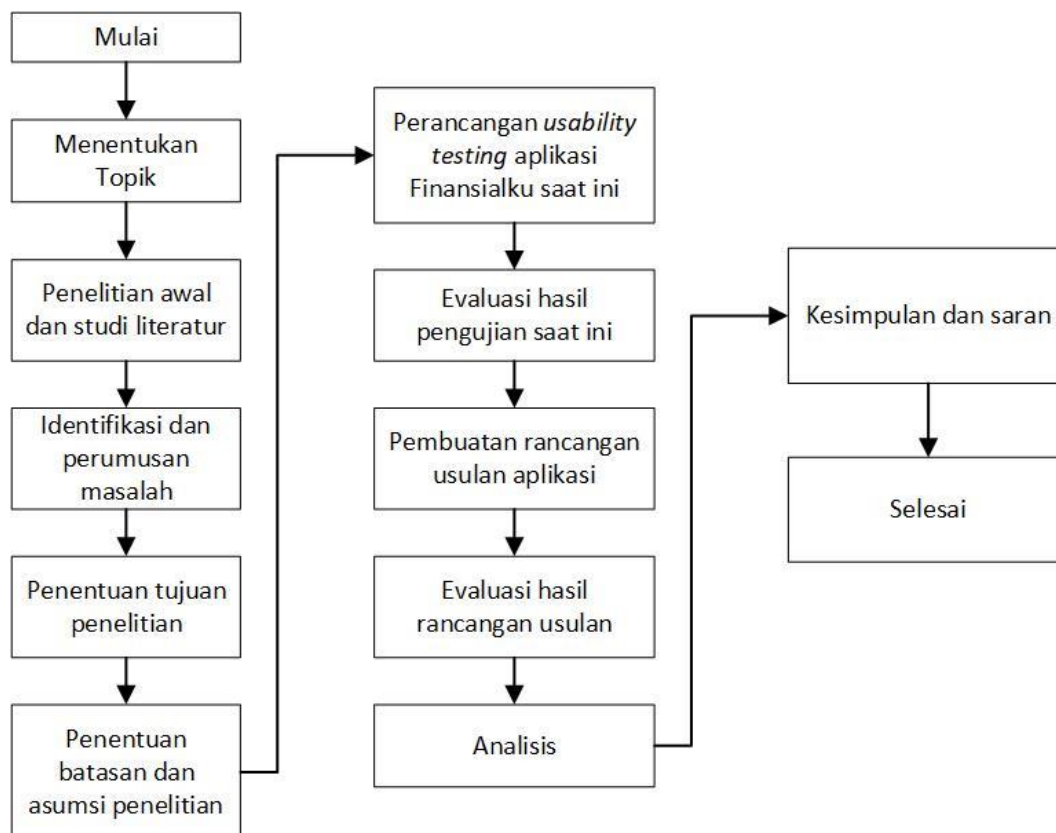 Mulai
Menentukan
Topik
Penelitian awal
dan studi literatur
Identifikasi dan
perumusan
masalah
Penentuan tujuan
penelitian
Penentuan
batasan dan
asumsi penelitian
Perancangan usability
testing aplikasi
Finansialku saat ini
Evaluasi hasil
pengujian saat ini
Pembuatan rancangan
usulan aplikasi
Evaluasi hasil
rancangan usulan
Analisis
Kesimpulan dan saran
Selesai